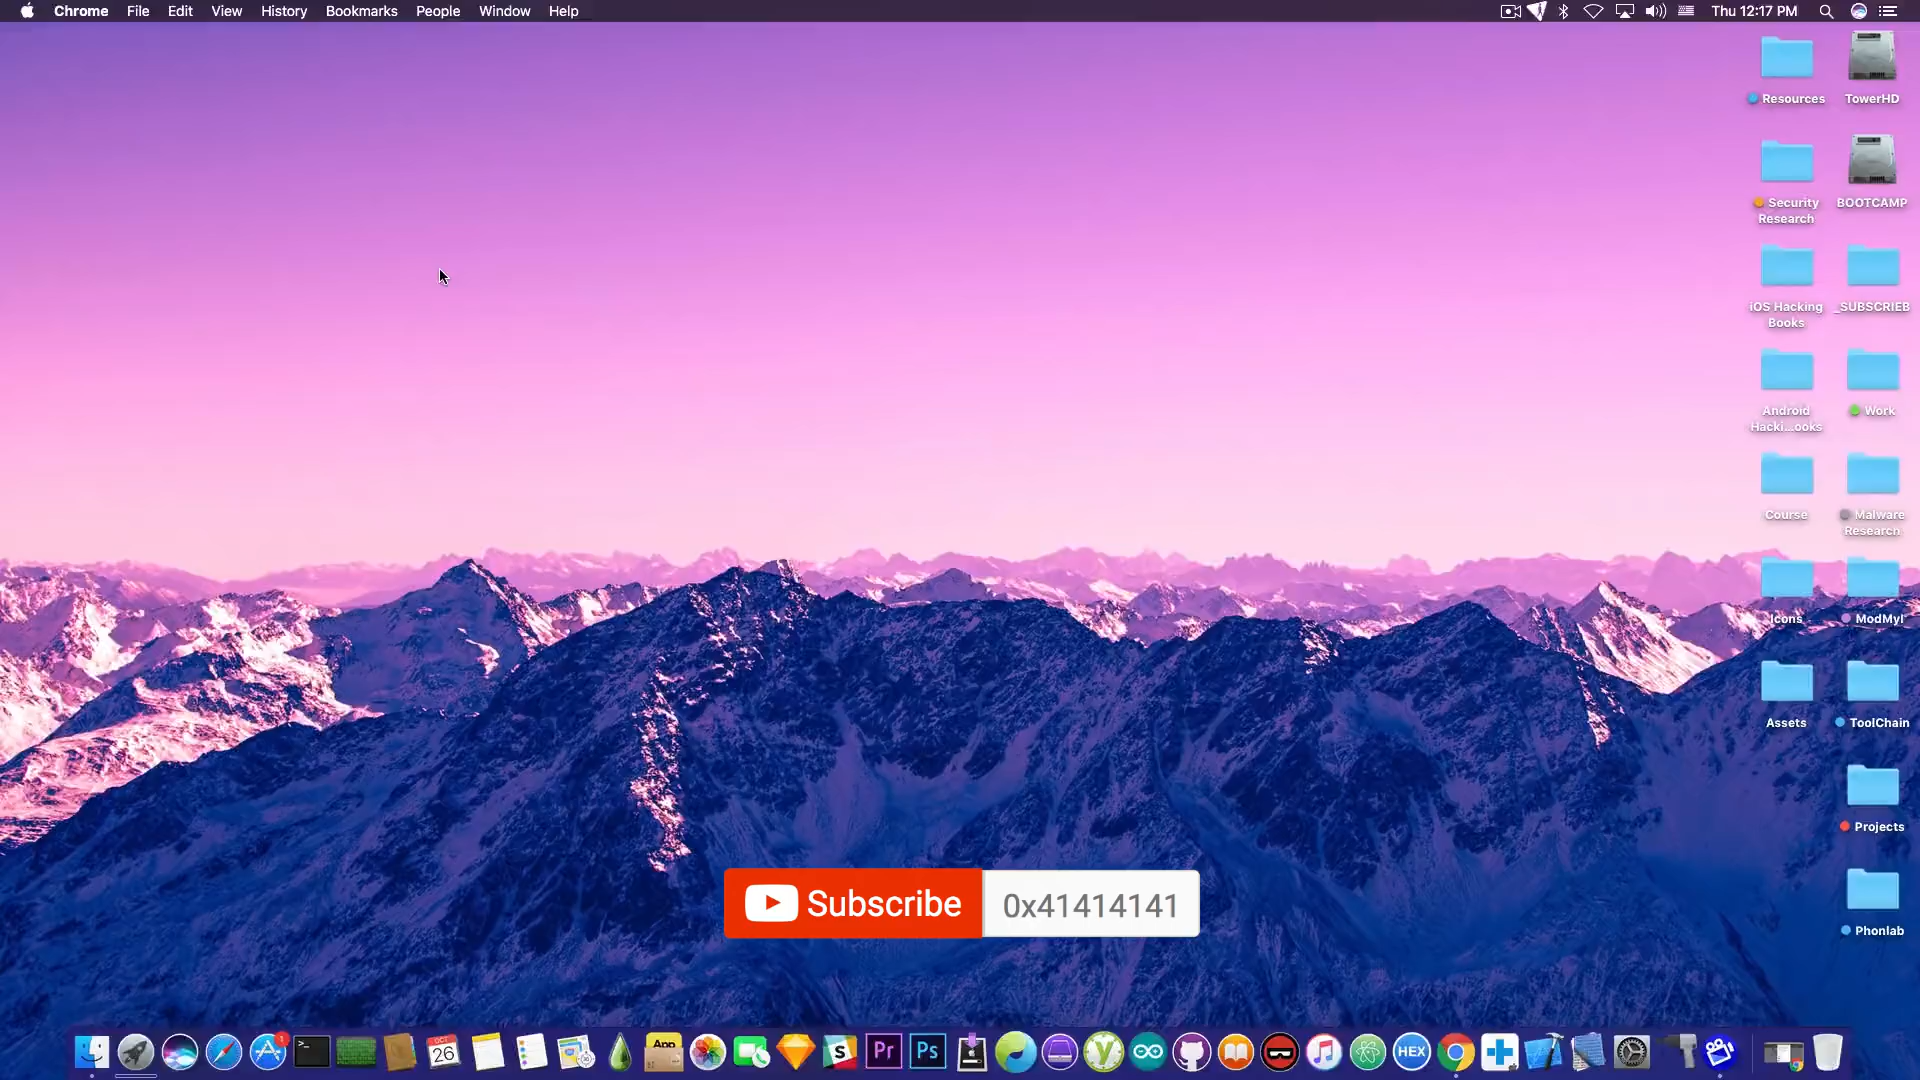 Chrome File Edit View History Bookmarks People Window Help
Thu 12:17 PM
Resources
TowerHD
Security
Research
BOOTCAMP
iOS Hacking
Books
_SUBSCRIEB
Android
Hacki...ooks
Work
Course
Malware
Research
Icons
ModMyI
Assets
ToolChain
Projects
Phonlab
Subscribe
0x41414141
1
>_
OCT
26
App
S
Pr
Ps
y
HEX